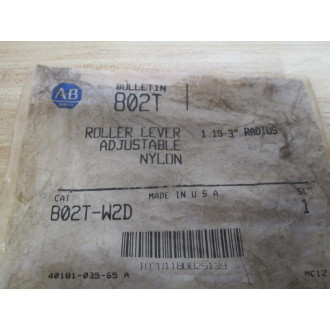 AB
BULLETIN
802T
ROLLER LEVER 1.19-3" RADIUS
ADJUSTABLE
NYLON
CAT
MADE IN U.S.A
802T-W2D 1
40181-035-65 A